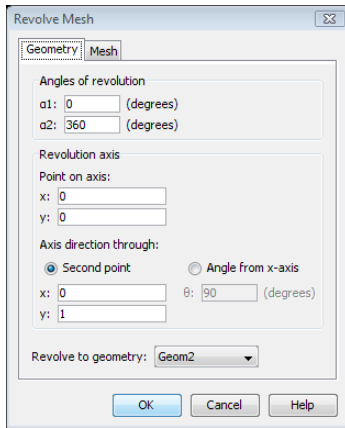 Revolve Mesh
Geometry Mesh
Angles of revolution
α1: 0 (degrees)
α2: 360 (degrees)
Revolution axis
Point on axis:
x: 0
y: 0
Axis direction through:
Second point Angle from x-axis
x: 0 θ: 90 (degrees)
y: 1
Revolve to geometry: Geom2
OK Cancel Help